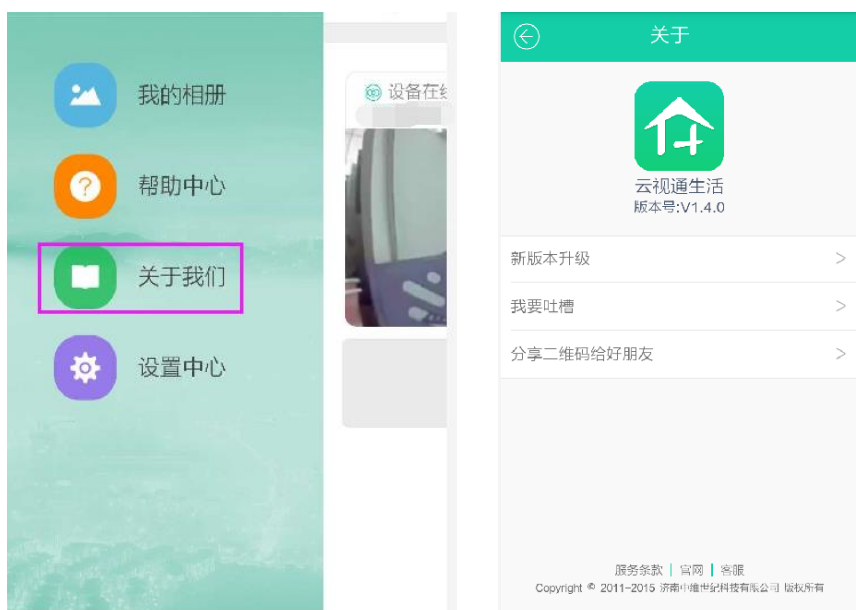 我的相册
帮助中心
关于我们
设置中心
设备在线
关于
云视通生活
版本号:V1.4.0
新版本升级 >
我要吐槽 >
分享二维码给好朋友 >
服务条款 | 官网 | 客服
Copyright © 2011-2015 济南中维世纪科技有限公司 版权所有